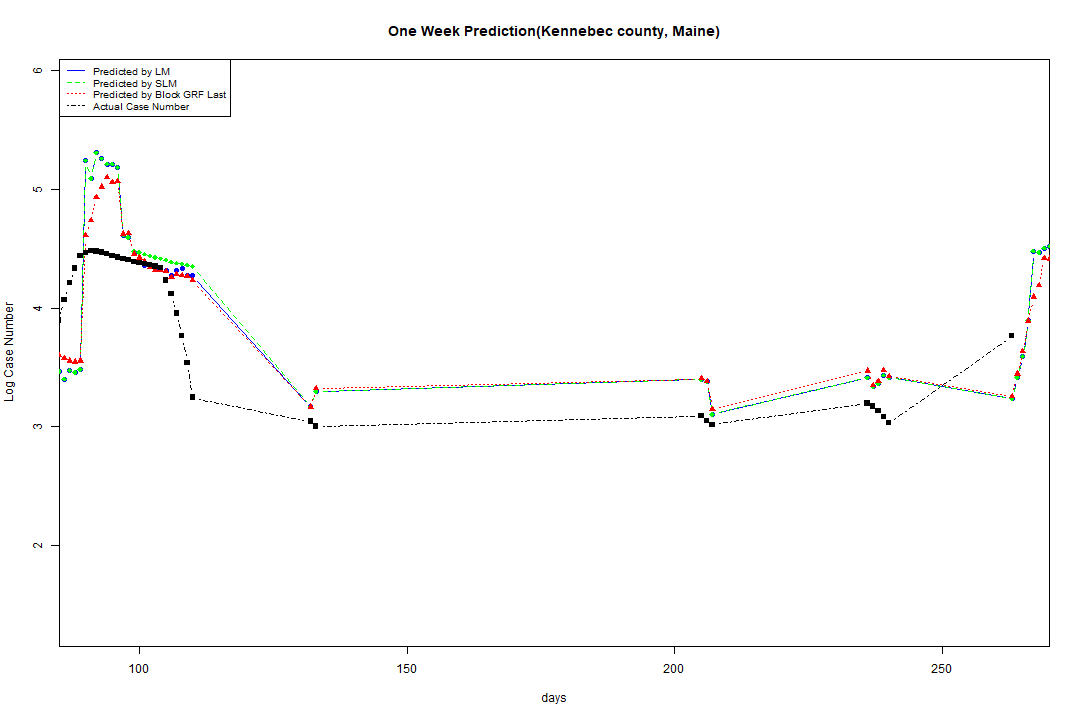 One Week Prediction(Kennebec county, Maine)
Predicted by LM
Predicted by SLM
Predicted by Block GRF Last
Actual Case Number
6
5
4
3
2
Log Case Number
100 150 200 250
days